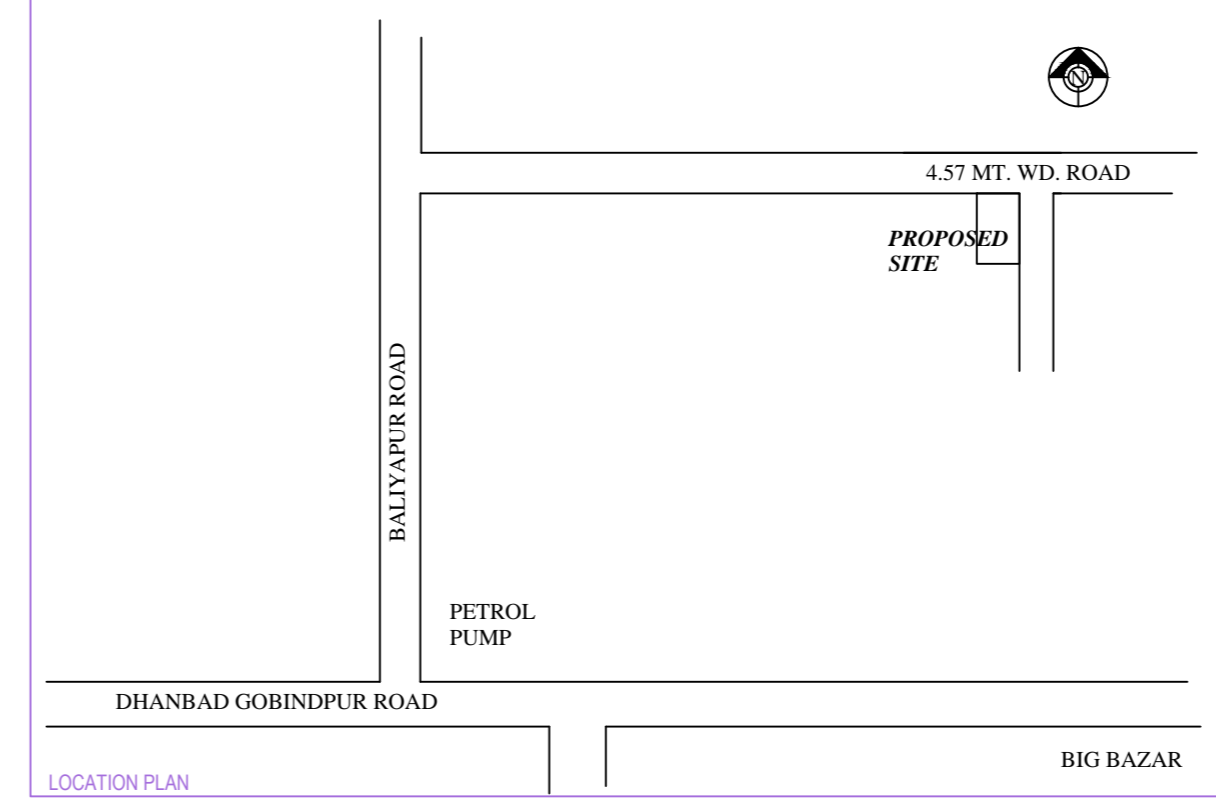 N
4.57 MT. WD. ROAD
PROPOSED
SITE
BALIYAPUR ROAD
PETROL
PUMP
DHANBAD GOBINDPUR ROAD
BIG BAZAR
LOCATION PLAN